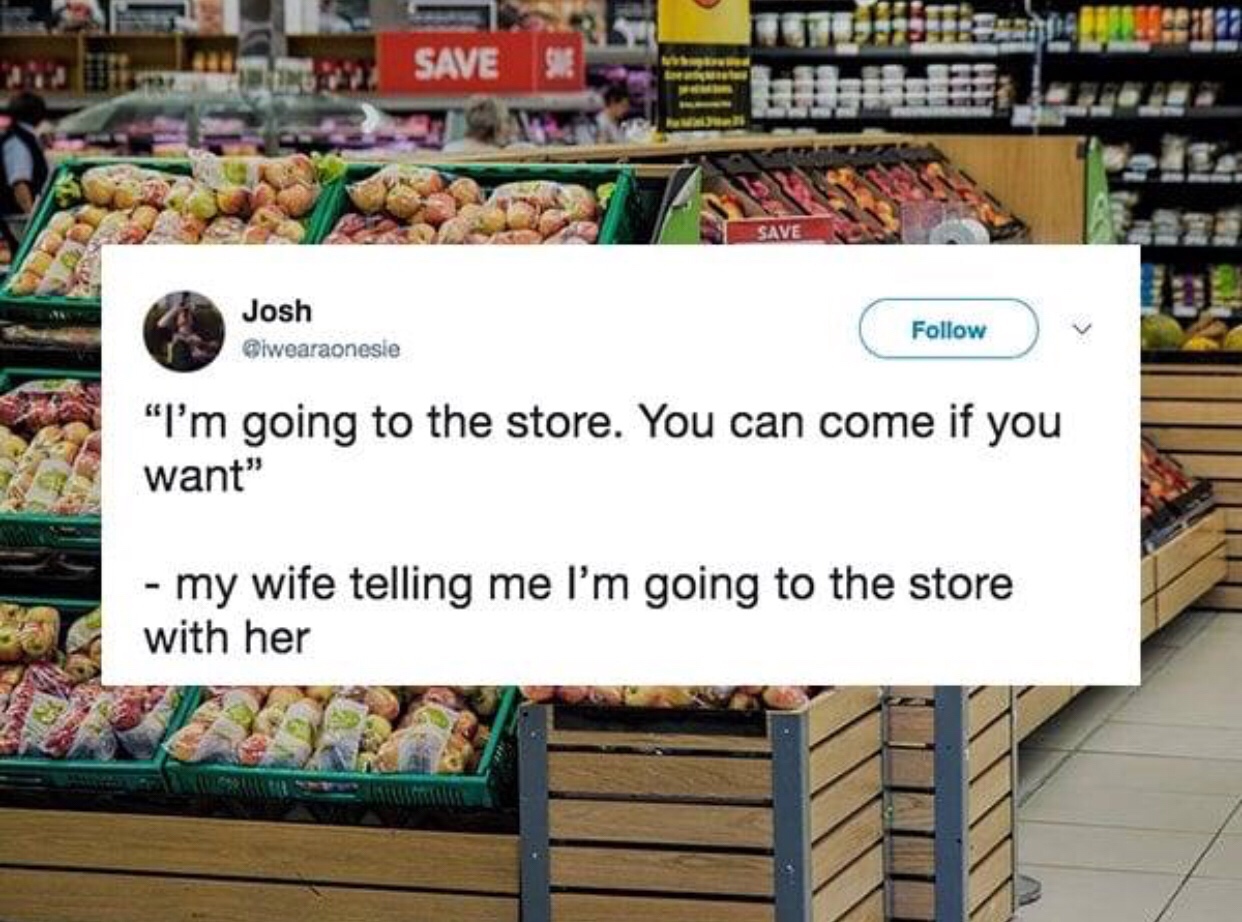 SAVE SAVE
SAVE
Josh
@iwearaonesie
Follow
“I’m going to the store. You can come if you
want”
- my wife telling me I’m going to the store
with her